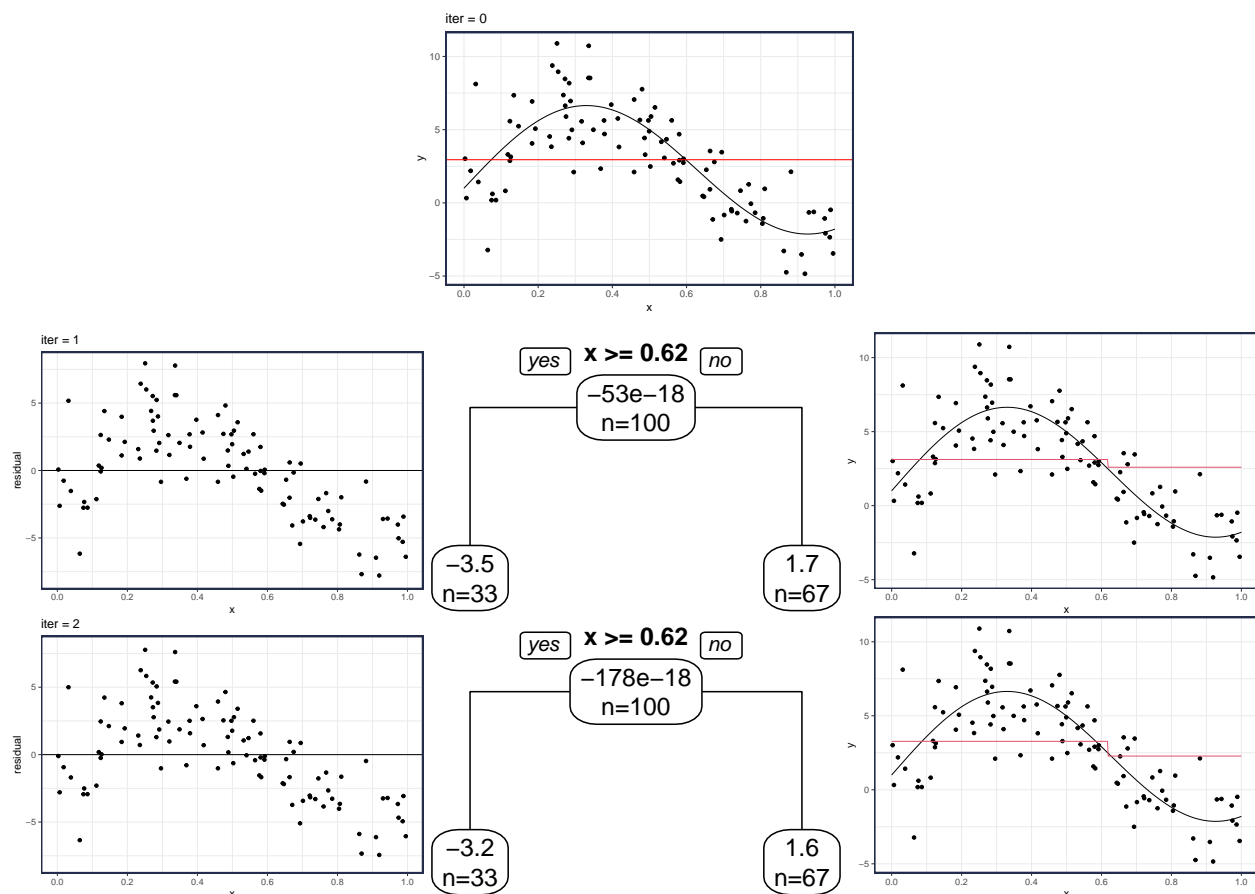 iter = 0
10
5
0
−5
y
0.0 0.2 0.4 0.6 0.8 1.0
x
iter = 1
5
0
−5
residual
0.0 0.2 0.4 0.6 0.8 1.0
x
yes x >= 0.62 no
−53e−18
n=100
−3.5
n=33
1.7
n=67
10
5
0
−5
y
0.0 0.2 0.4 0.6 0.8 1.0
x
iter = 2
5
0
−5
residual
0.0 0.2 0.4 0.6 0.8 1.0
x
yes x >= 0.62 no
−178e−18
n=100
−3.2
n=33
1.6
n=67
10
5
0
−5
y
0.0 0.2 0.4 0.6 0.8 1.0
x